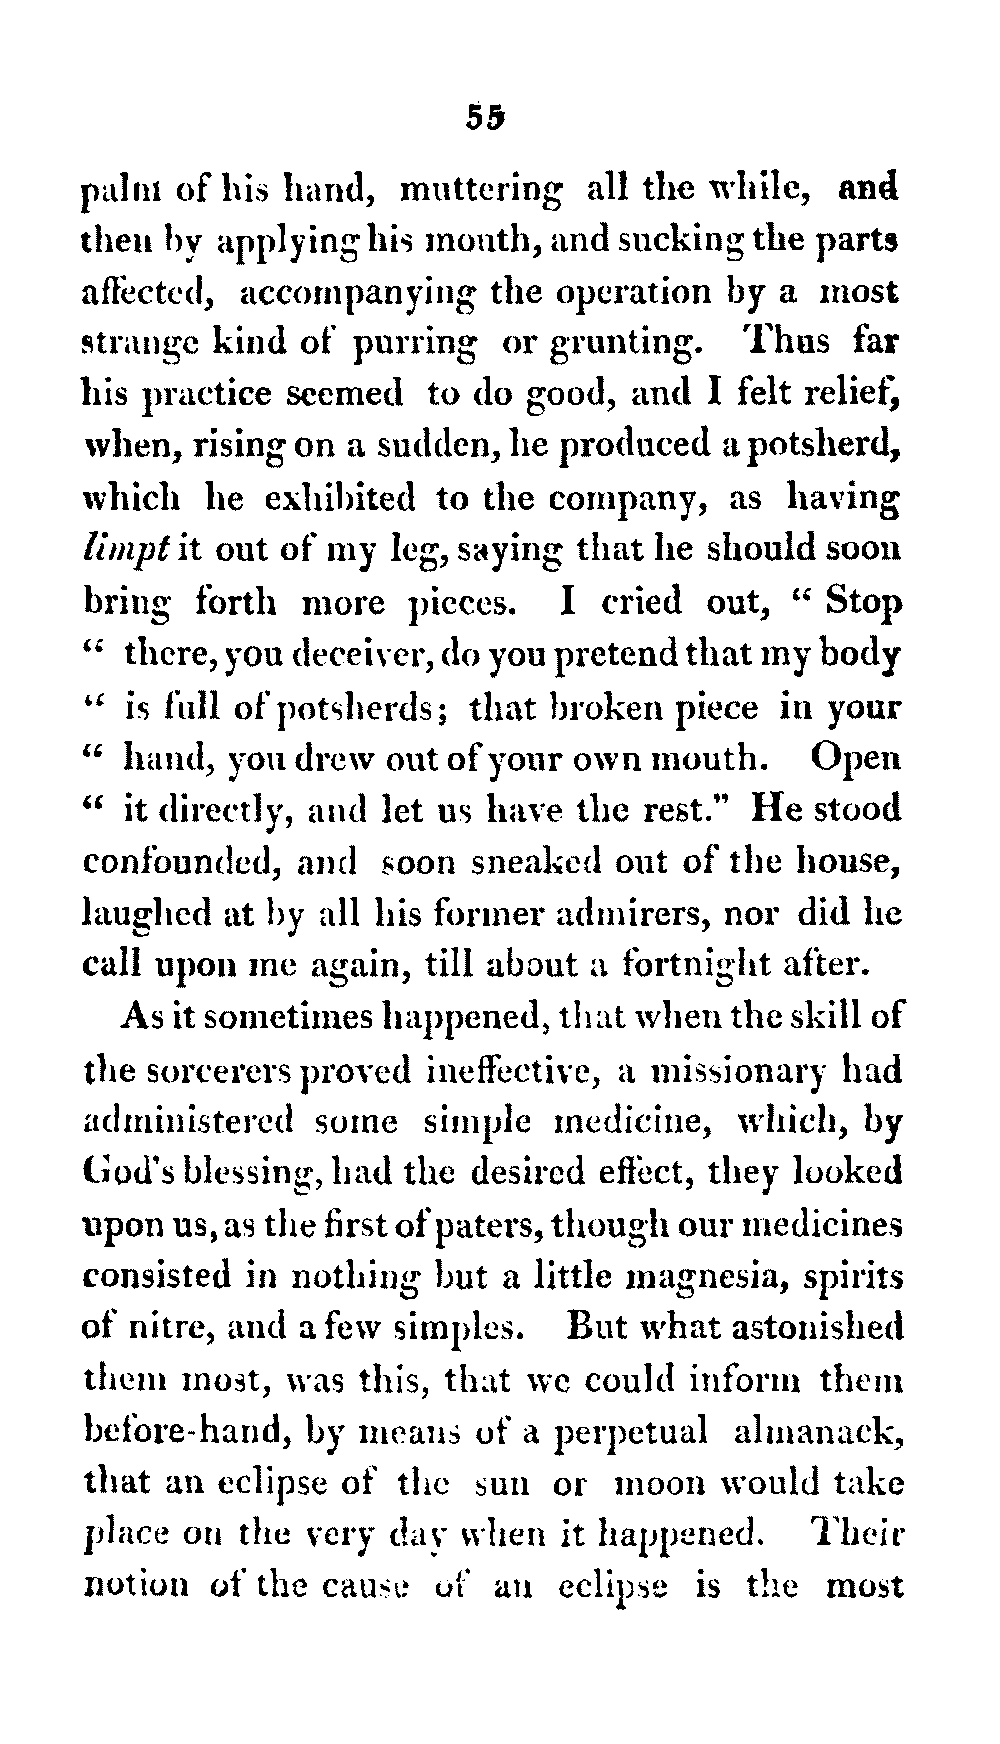 55
palm of his hand, muttering all the while, and
then by applying his mouth, and sucking the parts
affected, accompanying the operation by a most
strange kind of purring or grunting. Thus far
his practice seemed to do good, and I felt relief,
when, rising on a sudden, he produced a potsherd,
which he exhibited to the company, as having
limpt it out of my leg, saying that he should soon
bring forth more pieces. I cried out, “ Stop
“ there, you deceiver, do you pretend that my body
“ is full of potsherds; that broken piece in your
“ hand, you drew out of your own mouth. Open
“ it directly, and let us have the rest.” He stood
confounded, and soon sneaked out of the house,
laughed at by all his former admirers, nor did he
call upon me again, till about a fortnight after.
As it sometimes happened, that when the skill of
the sorcerers proved ineffective, a missionary had
administered some simple medicine, which, by
God's blessing, had the desired effect, they looked
upon us, as the first of paters, though our medicines
consisted in nothing but a little magnesia, spirits
of nitre, and a few simples. But what astonished
them most, was this, that we could inform them
before-hand, by means of a perpetual almanack,
that an eclipse of the sun or moon would take
place on the very day when it happened. Their
notion of the cause of an eclipse is the most